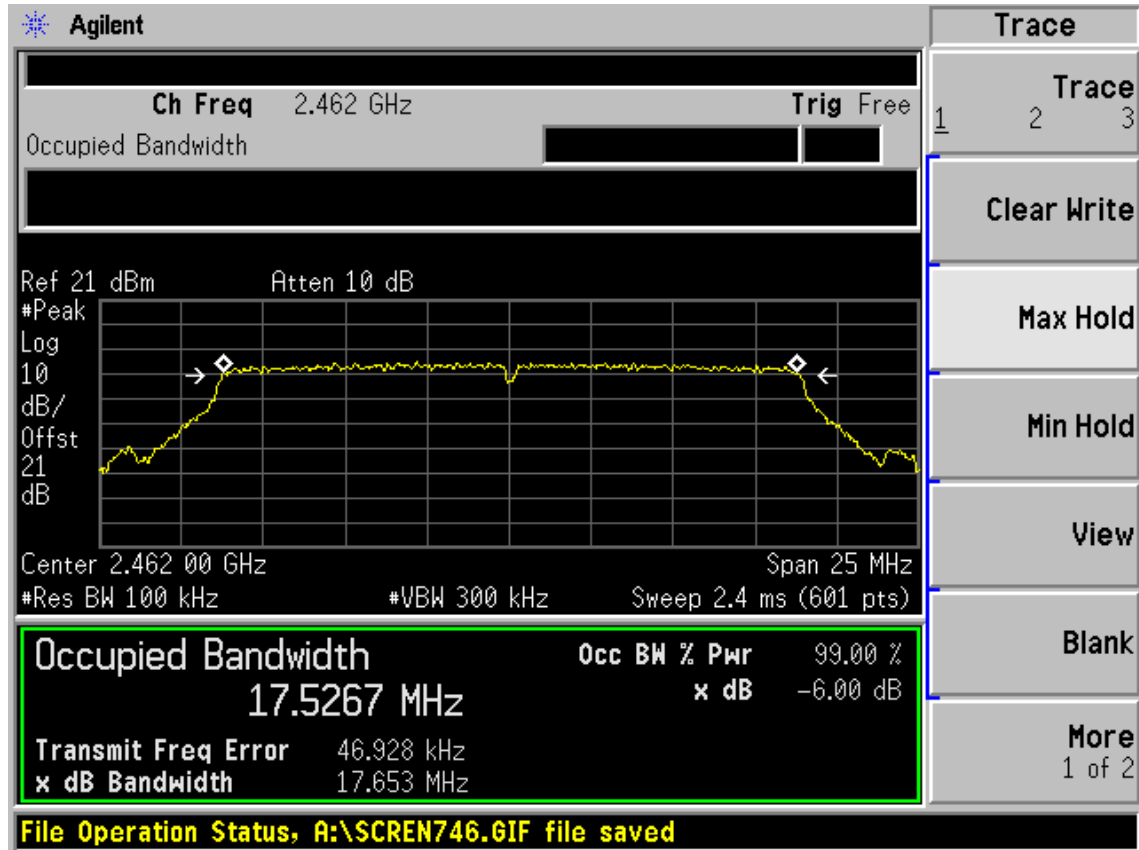 Agilent
Trace
Ch Freq 2.462 GHz Trig Free
Occupied Bandwidth
Ref 21 dBm Atten 10 dB
#Peak
Log
10
dB/
Offst
21
dB
Center 2.462 00 GHz Span 25 MHz
#Res BW 100 kHz #VBW 300 kHz Sweep 2.4 ms (601 pts)
Occupied Bandwidth
17.5267 MHz
Occ BW % Pwr 99.00 %
x dB -6.00 dB
Transmit Freq Error 46.928 kHz
x dB Bandwidth 17.653 MHz
File Operation Status, A:\SCREN746.GIF file saved
Trace
1 2 3
Clear Write
Max Hold
Min Hold
View
Blank
More
1 of 2